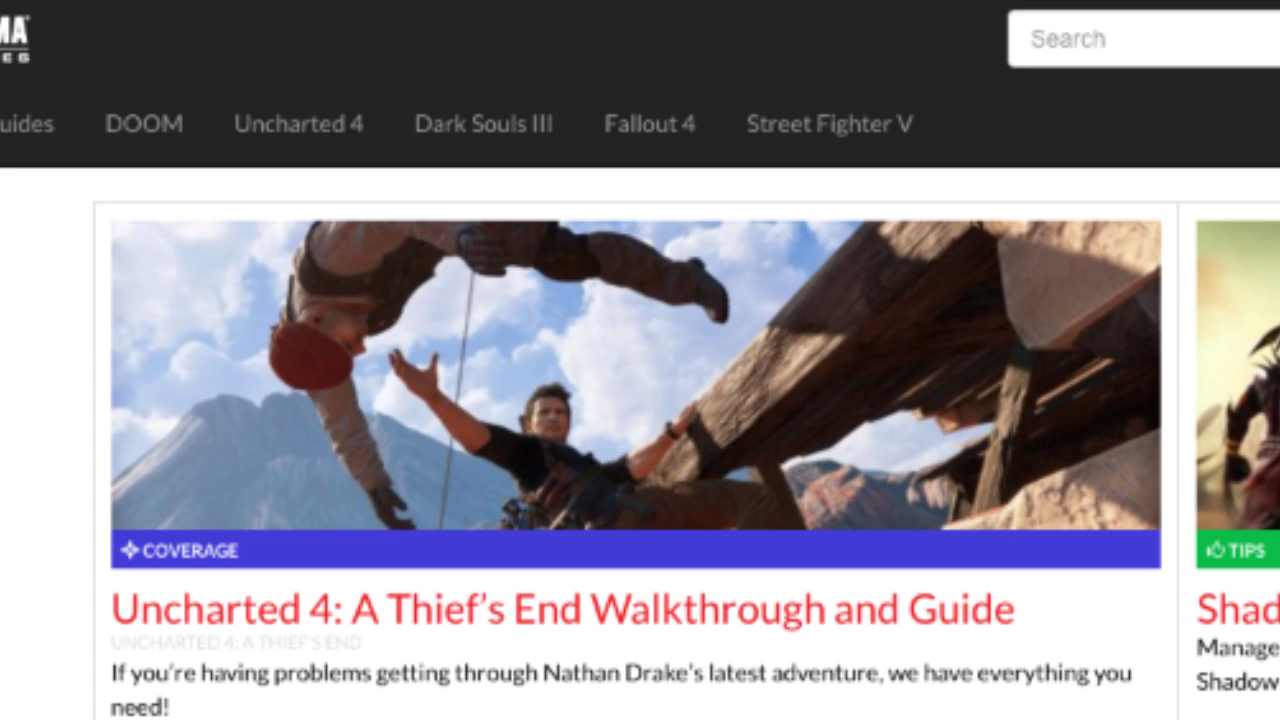 MA
Search
uides
DOOM
Uncharted 4
Dark Souls III
Fallout 4
Street Fighter V
COVERAGE
Uncharted 4: A Thief's End Walkthrough and Guide
UNCHARTED 4: A THIEF'S END
If you're having problems getting through Nathan Drake's latest adventure, we have everything you
need!
TIPS
Shad
Manage
Shadow